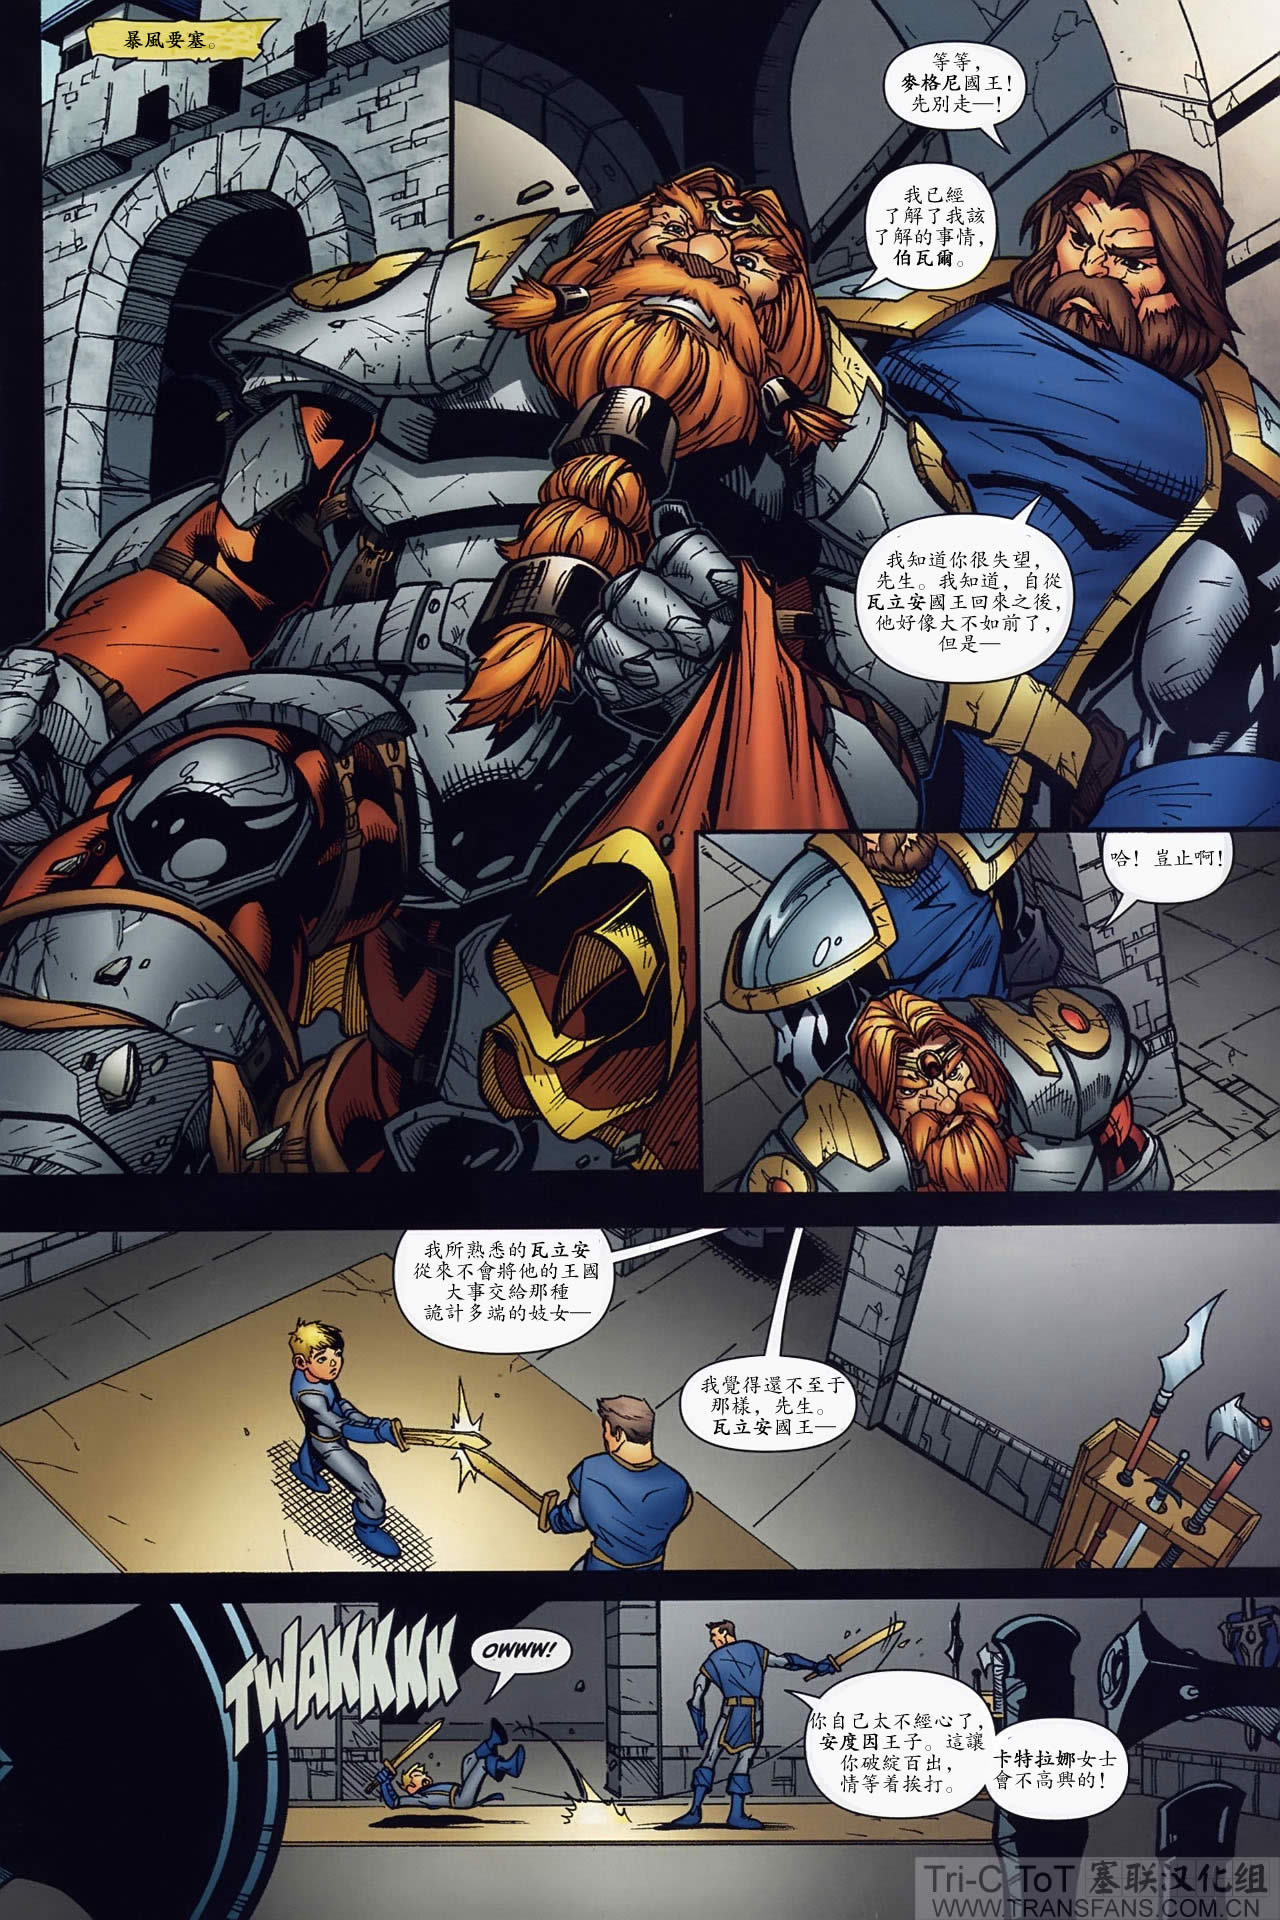 暴風要塞。
等等，
麥格尼國王！
先別走—！
我已經
了解了我該
了解的事情，
伯瓦爾。
我知道你很失望，
先生。我知道，自從
瓦立安國王回來之後，
他好像大不如前了，
但是—
哈！豈止啊！
我所熟悉的瓦立安
從來不會將他的王國
大事交給那種
詭計多端的妓女—
我覺得還不至于
那樣，先生。
瓦立安國王—
TWAKKKK
OWWW!
你自己太不經心了，
安度因王子。這讓
你破綻百出，
情等着挨打。
卡特拉娜女士
會不高興的！
Tri-C ToT 塞联汉化组
WWW.TRANSFANS.COM.CN